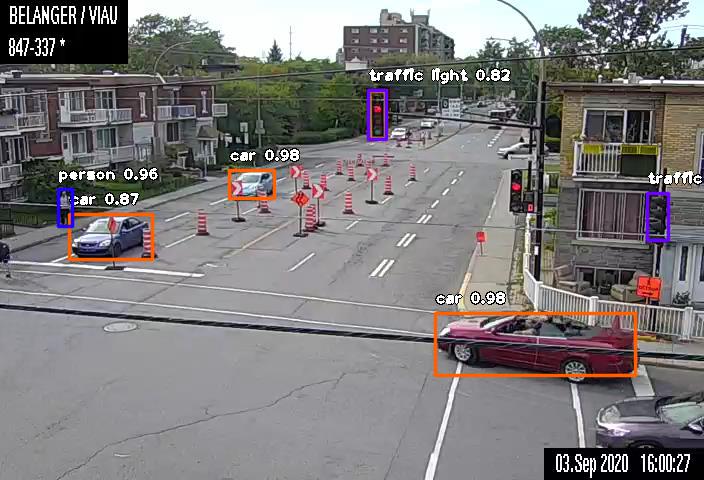 BELANGER / VIAU
847-337 *
traffic light 0.82
car 0.98
person 0.96
car 0.87
traffic
car 0.98
03.Sep 2020 16:00:27